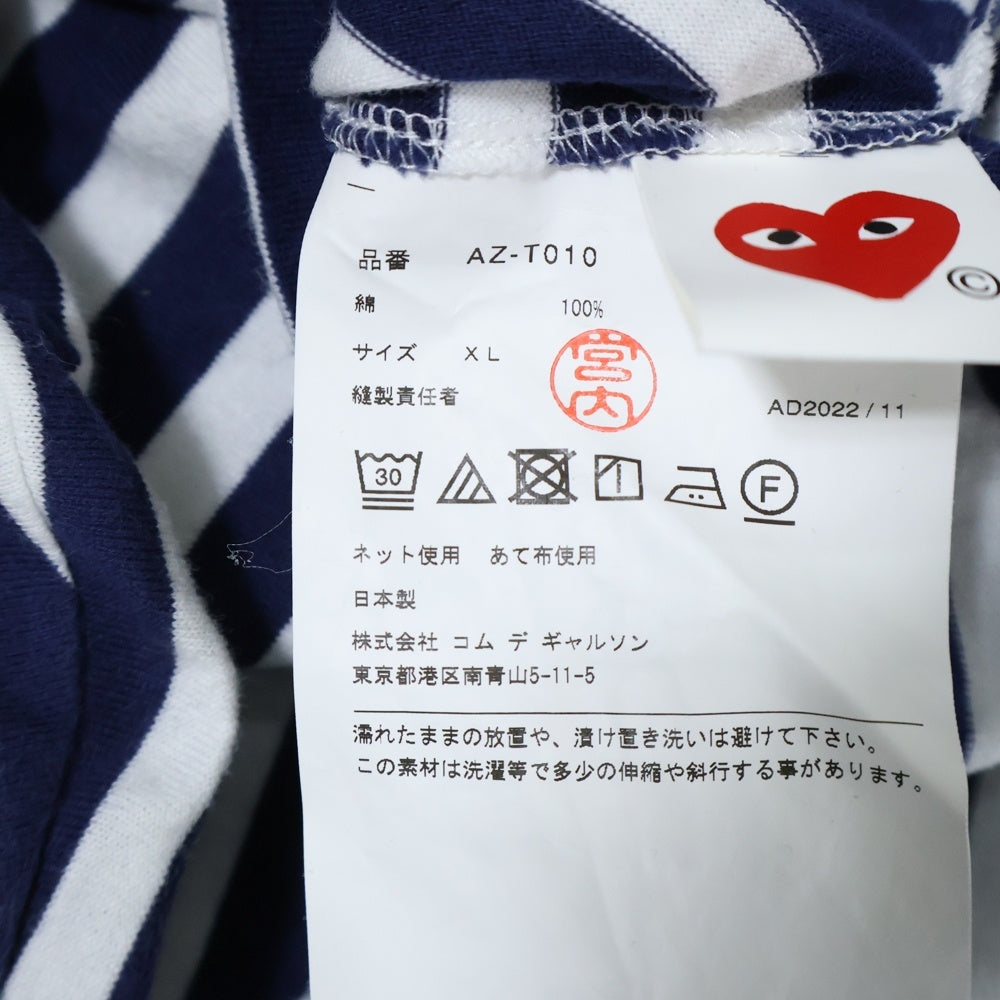 品番 AZ-T010
綿 100%
サイズ XL
縫製責任者 宮内
AD2022 / 11
©
30
F
ネット使用 あて布使用
日本製
株式会社 コム デ ギャルソン
東京都港区南青山5-11-5
濡れたままの放置や、漬け置き洗いは避けて下さい。
この素材は洗濯等で多少の伸縮や斜行する事があります。